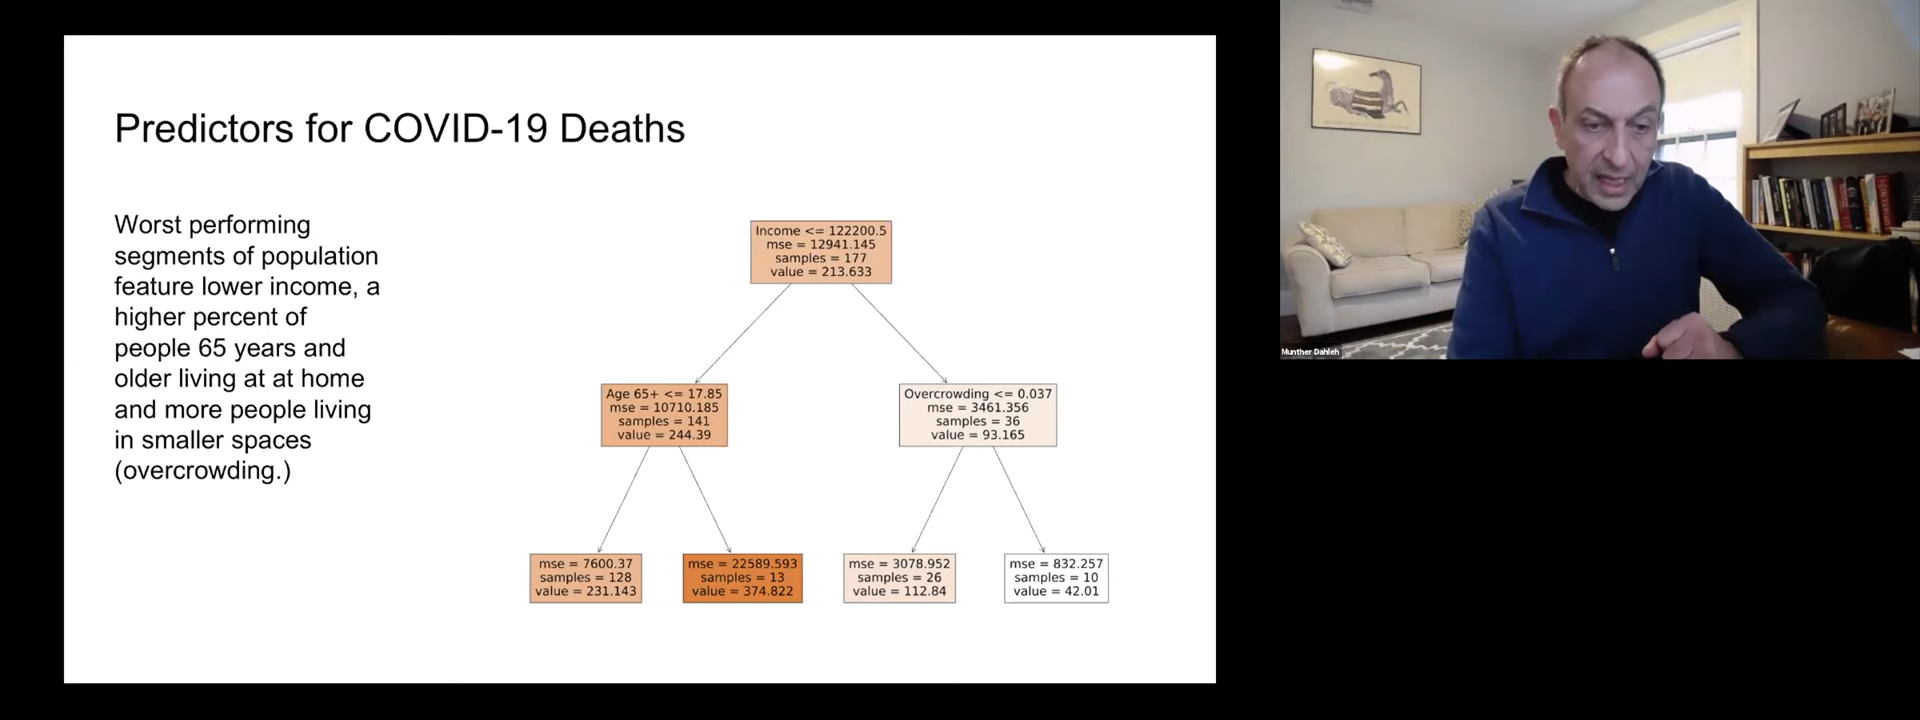 Predictors for COVID-19 Deaths
Worst performing
segments of population
feature lower income, a
higher percent of
people 65 years and
older living at at home
and more people living
in smaller spaces
(overcrowding.)
Income <= 122200.5
mse = 12941.145
samples = 177
value = 213.633
Age 65+ <= 17.85
mse = 10710.185
samples = 141
value = 244.39
Overcrowding <= 0.037
mse = 3461.356
samples = 36
value = 93.165
mse = 7600.37
samples = 128
value = 231.143
mse = 22589.593
samples = 13
value = 374.822
mse = 3078.952
samples = 26
value = 112.84
mse = 832.257
samples = 10
value = 42.01
Munther Dahleh